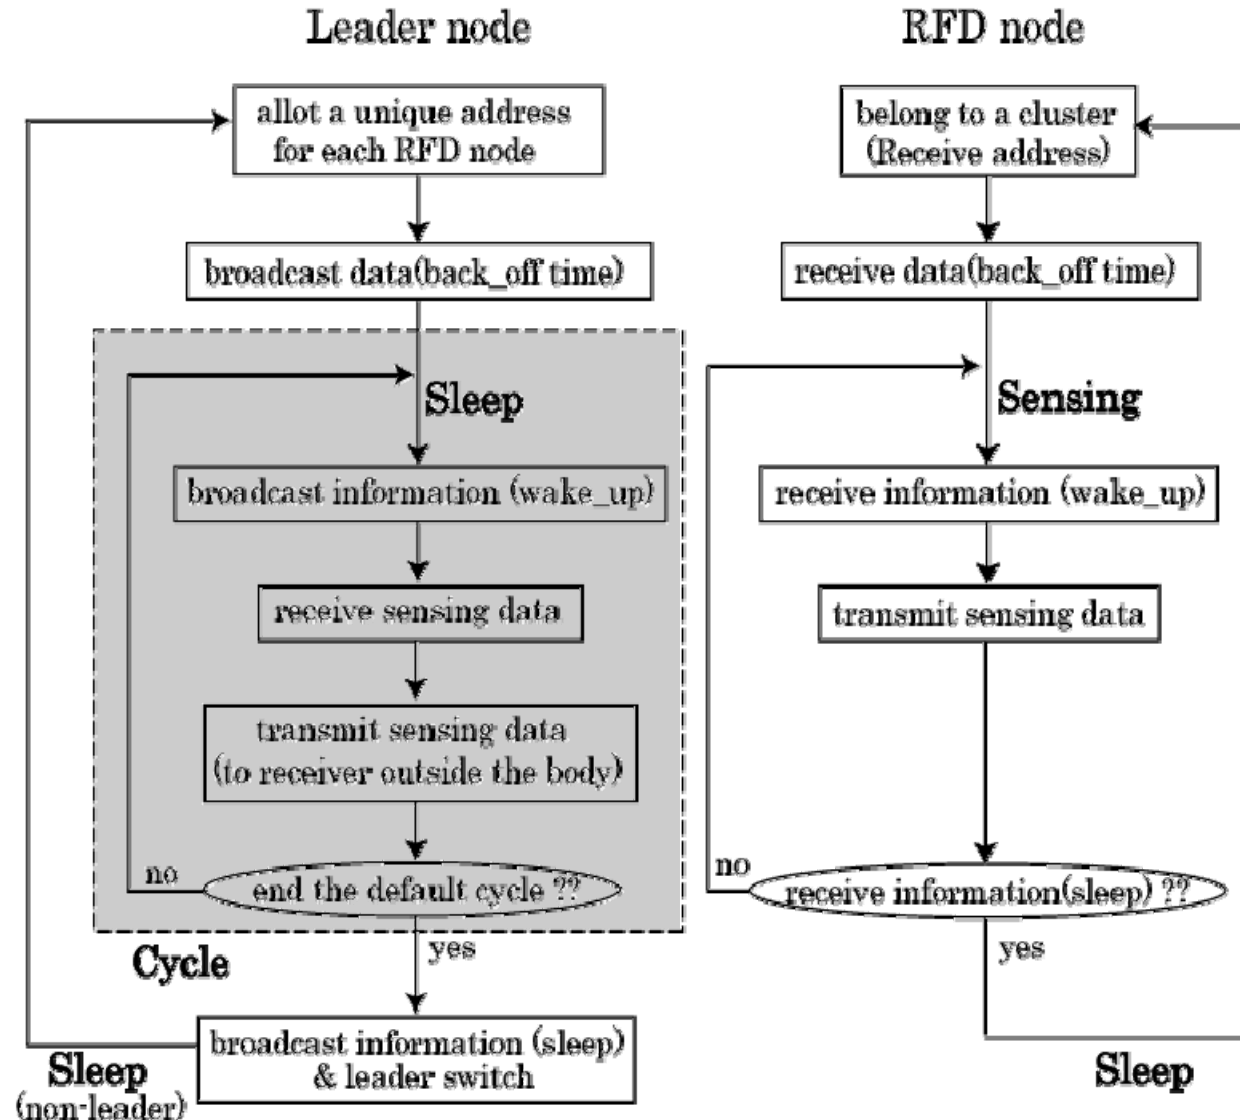 Leader node
allot a unique address
for each RFD node
broadcast data(back_off time)
Sleep
broadcast information (wake_up)
receive sensing data
transmit sensing data
(to receiver outside the body)
no
end the default cycle ??
Cycle
yes
broadcast information (sleep)
& leader switch
Sleep
(non-leader)
RFD node
belong to a cluster
(Receive address)
receive data(back_off time)
Sensing
receive information (wake_up)
transmit sensing data
no
receive information(sleep) ??
yes
Sleep